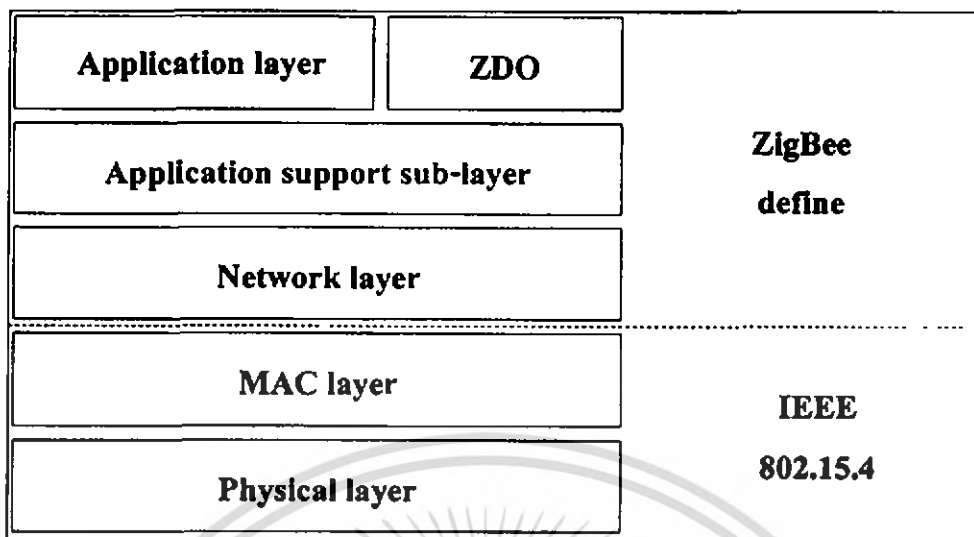 Application layer
ZDO
Application support sub-layer
ZigBee
define
Network layer
MAC layer
IEEE
802.15.4
Physical layer